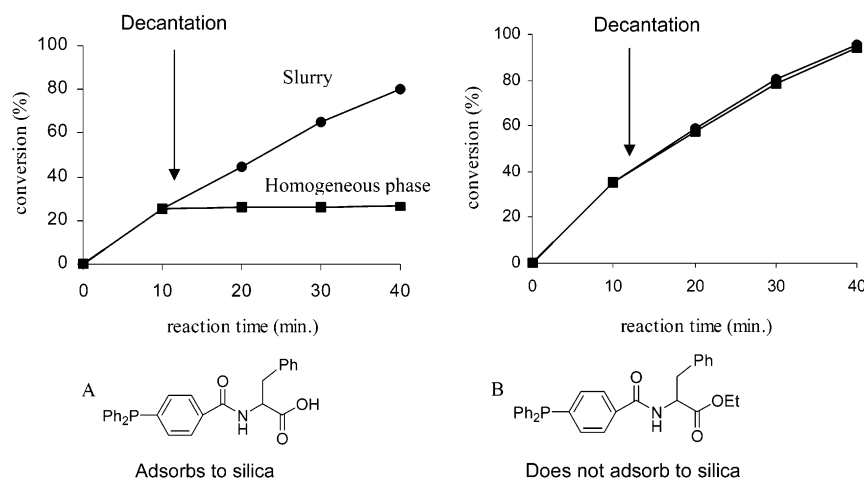 Decantation
100
80
60
40
20
0
conversion (%)
Slurry
Homogeneous phase
0 10 20 30 40
reaction time (min.)
A
Ph
O
Ph₂P
N
H
OH
O
Adsorbs to silica
Decantation
100
80
60
40
20
0
conversion (%)
0 10 20 30 40
reaction time (min.)
B
Ph
O
Ph₂P
N
H
OEt
O
Does not adsorb to silica